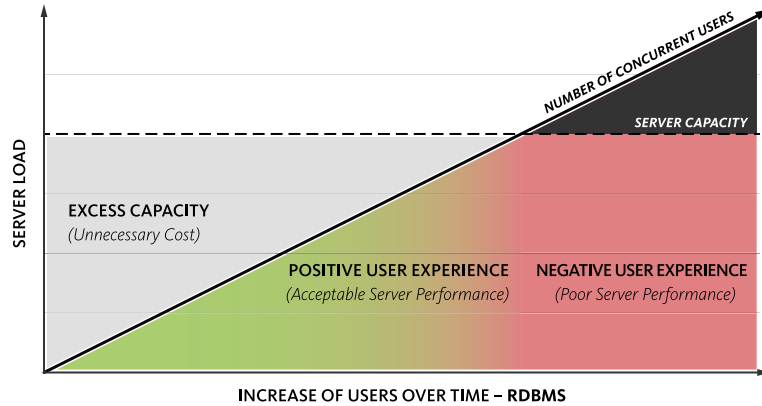 NUMBER OF CONCURRENT USERS
SERVER CAPACITY
SERVER LOAD
EXCESS CAPACITY
(Unnecessary Cost)
POSITIVE USER EXPERIENCE
(Acceptable Server Performance)
NEGATIVE USER EXPERIENCE
(Poor Server Performance)
INCREASE OF USERS OVER TIME – RDBMS